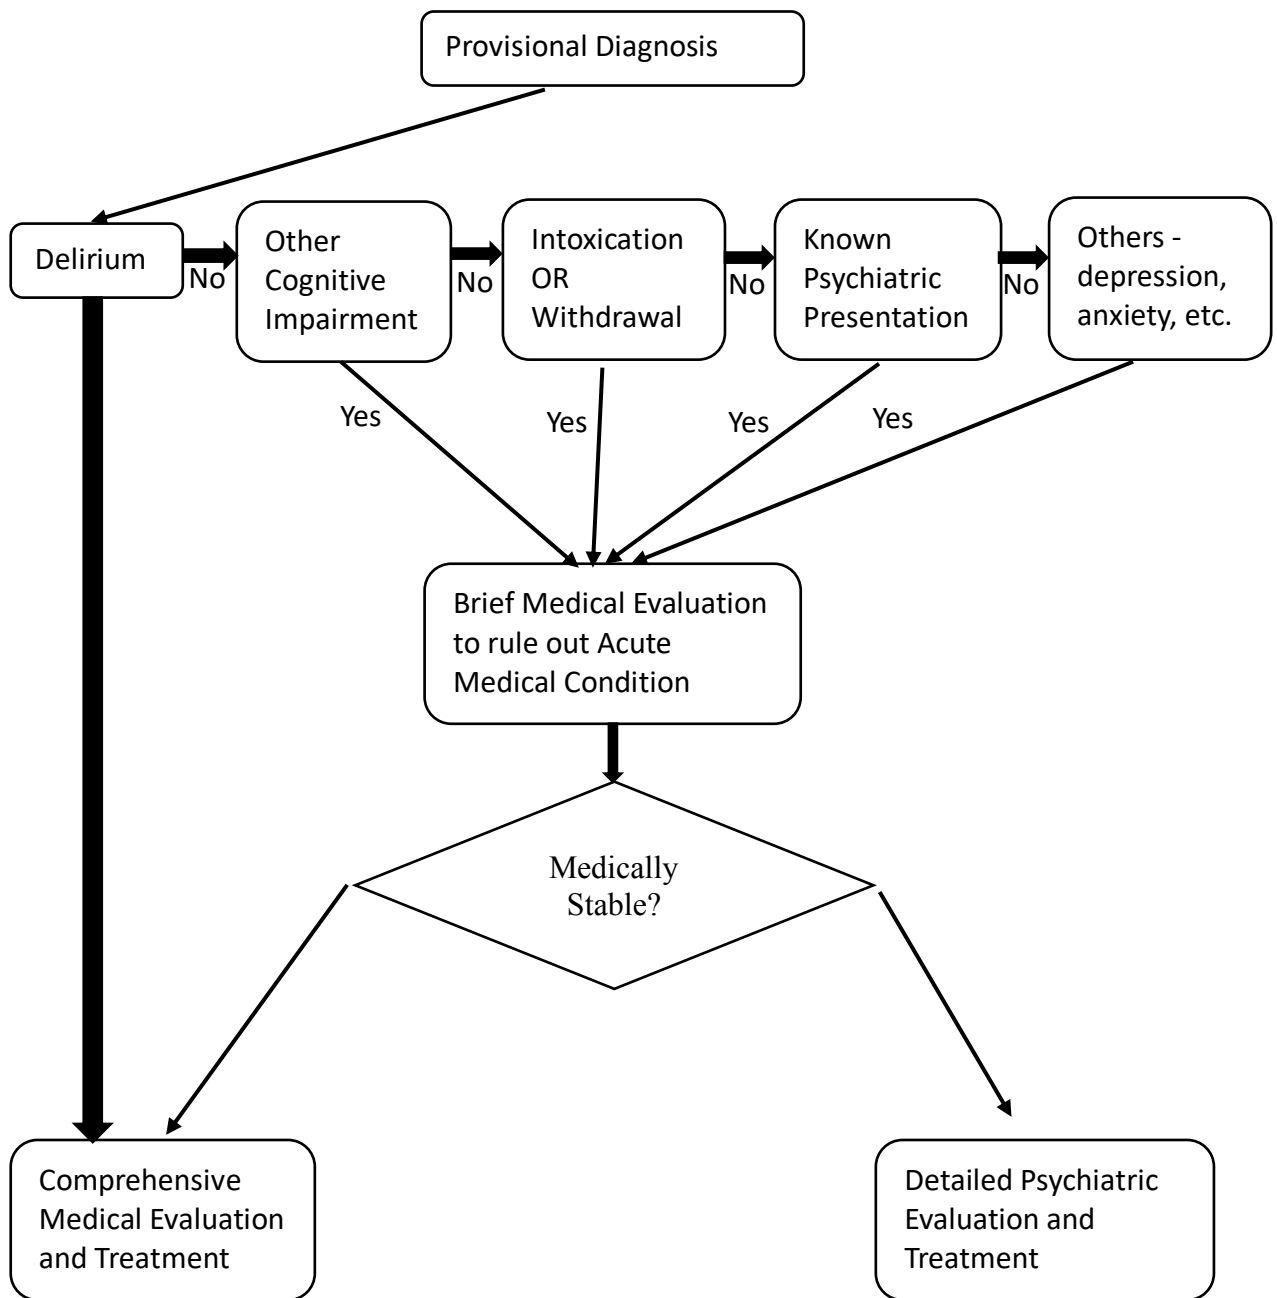 Provisional Diagnosis
Delirium
No
Other
Cognitive
Impairment
No
Intoxication
OR
Withdrawal
No
Known
Psychiatric
Presentation
No
Others -
depression,
anxiety, etc.
Yes
Yes
Yes
Yes
Brief Medical Evaluation
to rule out Acute
Medical Condition
Medically
Stable?
Comprehensive
Medical Evaluation
and Treatment
Detailed Psychiatric
Evaluation and
Treatment